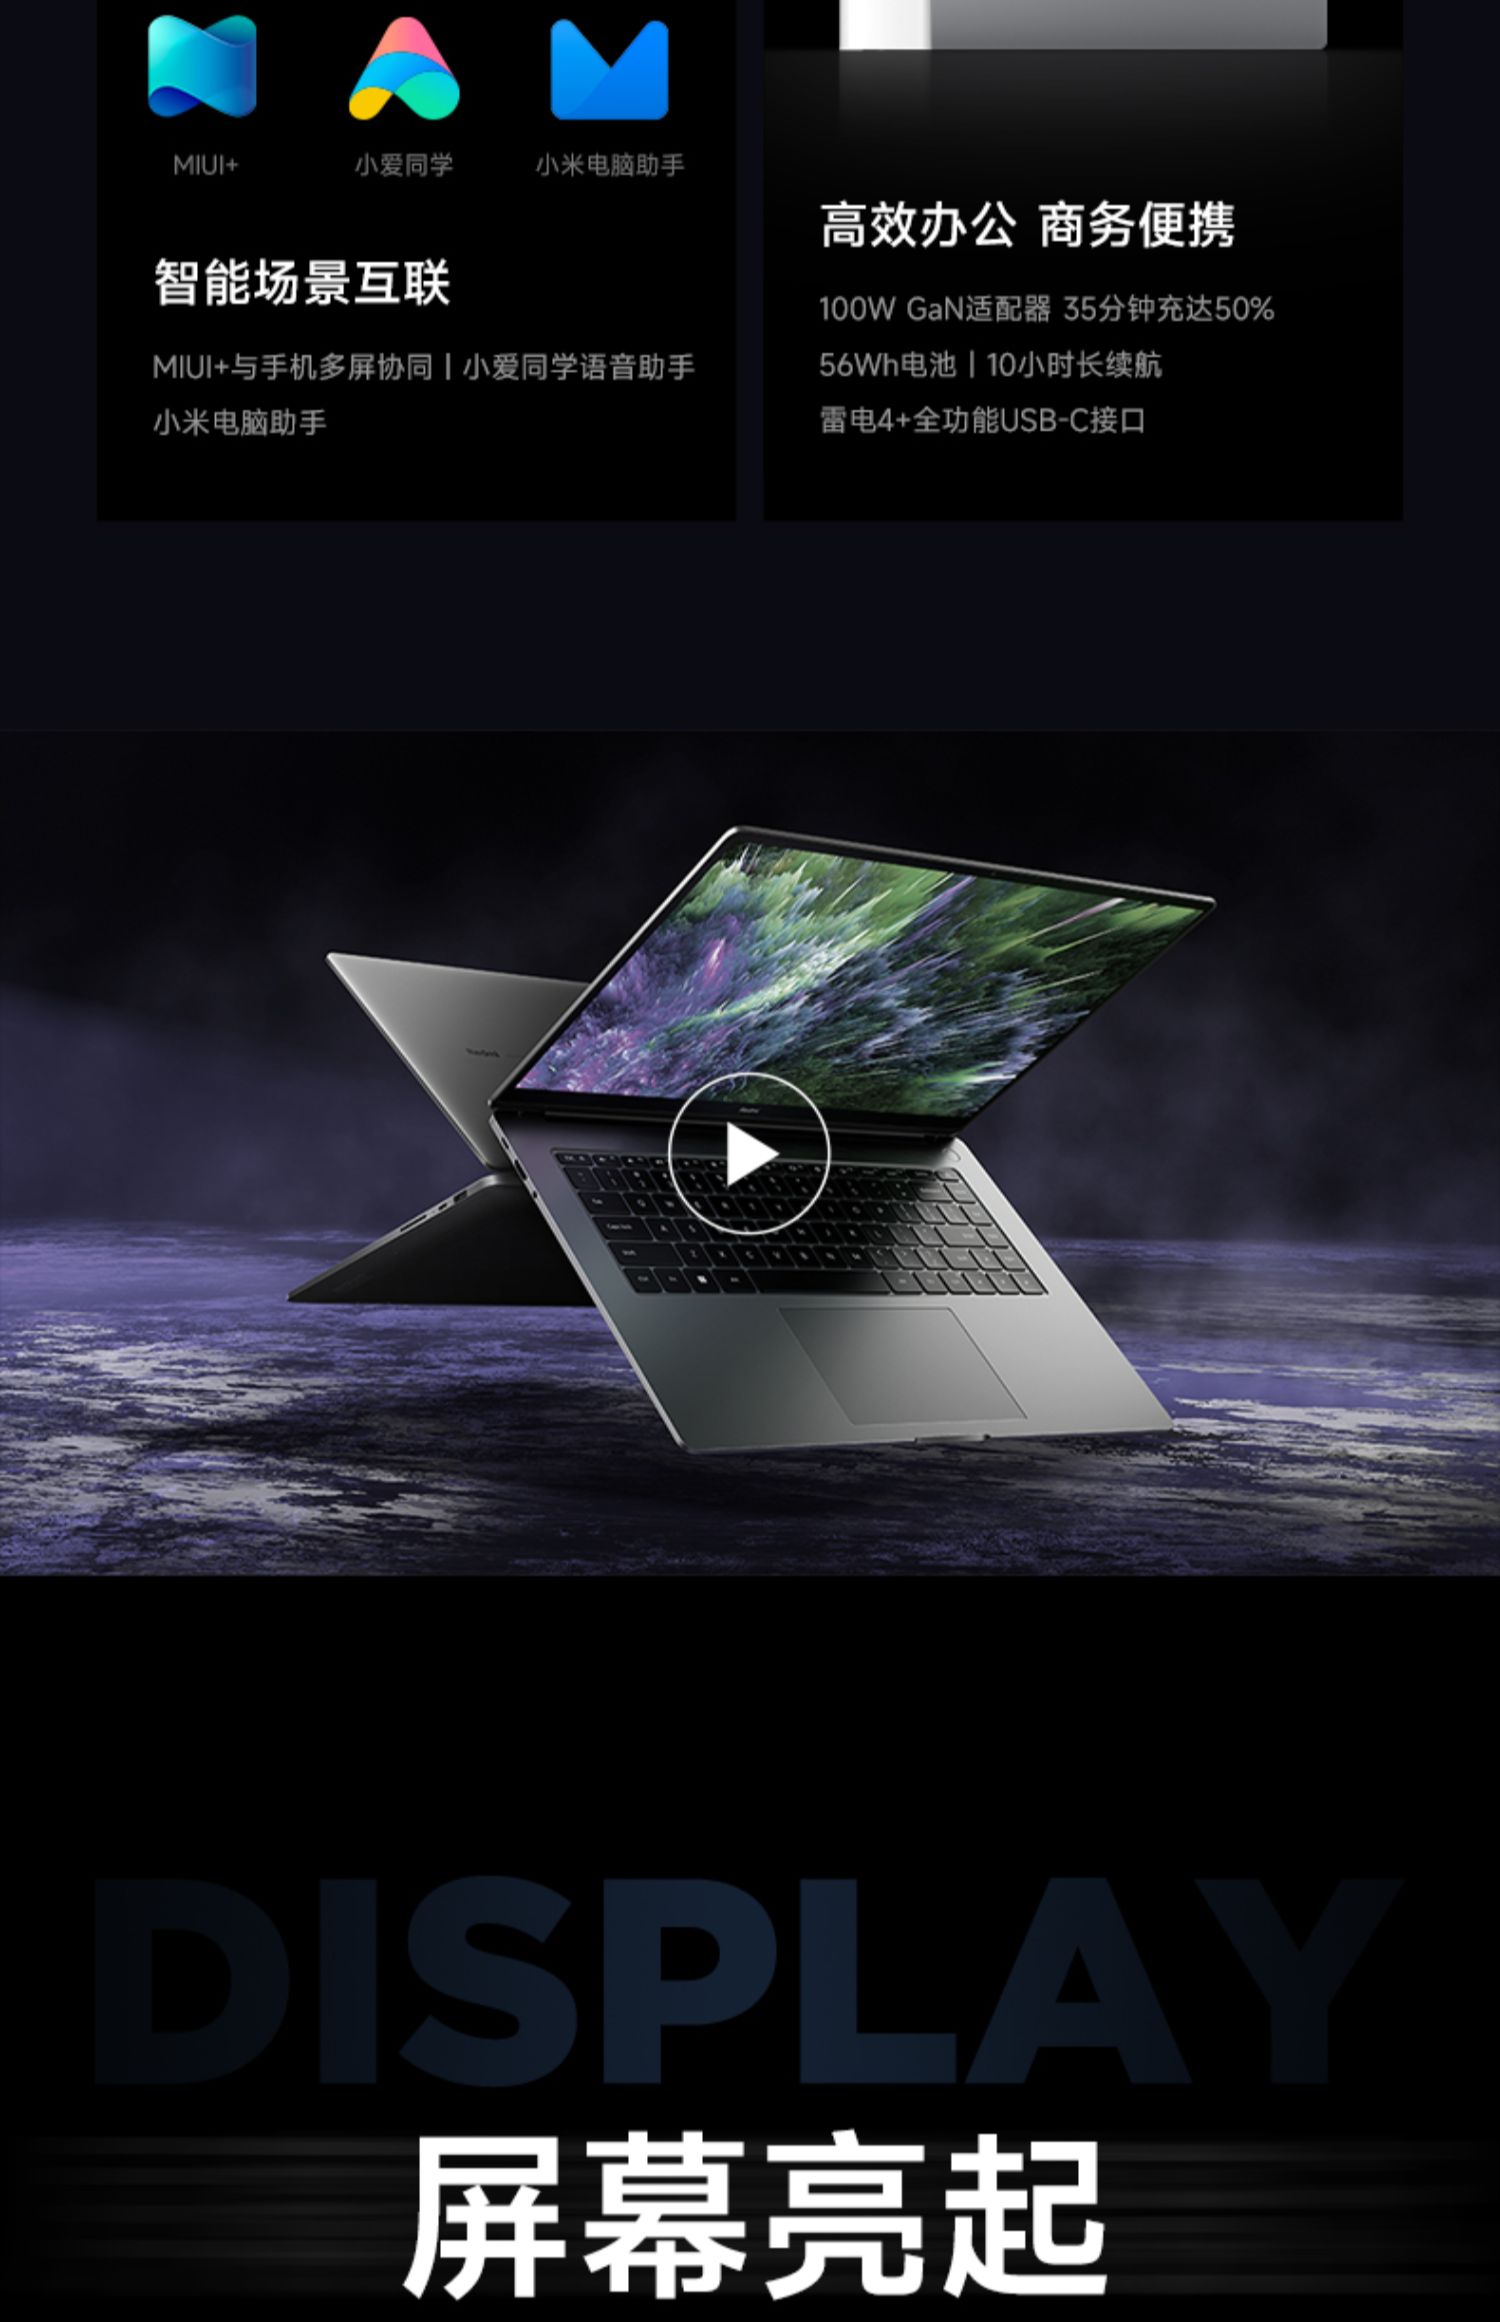 MIUI+
小爱同学
小米电脑助手
智能场景互联
MIUI+与手机多屏协同 | 小爱同学语音助手
小米电脑助手
高效办公 商务便携
100W GaN适配器 35分钟充达50%
56Wh电池 | 10小时长续航
雷电4+全功能USB-C接口
DISPLAY
屏幕亮起